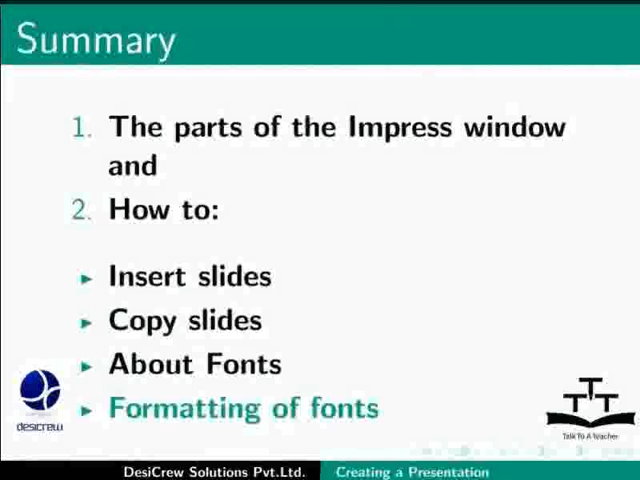 Summary
1. The parts of the Impress window
and
2. How to:
▶ Insert slides
▶ Copy slides
▶ About Fonts
▶ Formatting of fonts
desicrew
TTT
Talk To A Teacher
DesiCrew Solutions Pvt.Ltd. Creating a Presentation